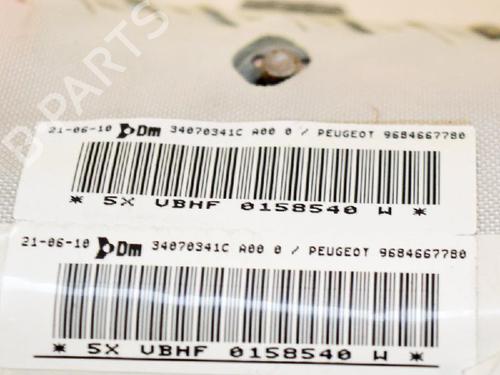 B-PARTS
21-06-10 Dm 34070341C A00 0 / PEUGEOT 9684667780
* 5X VBHF 0158540 W *
21-06-10 Dm 34070341C A00 0 / PEUGEOT 9684667780
* 5X VBHF 0158540 W *